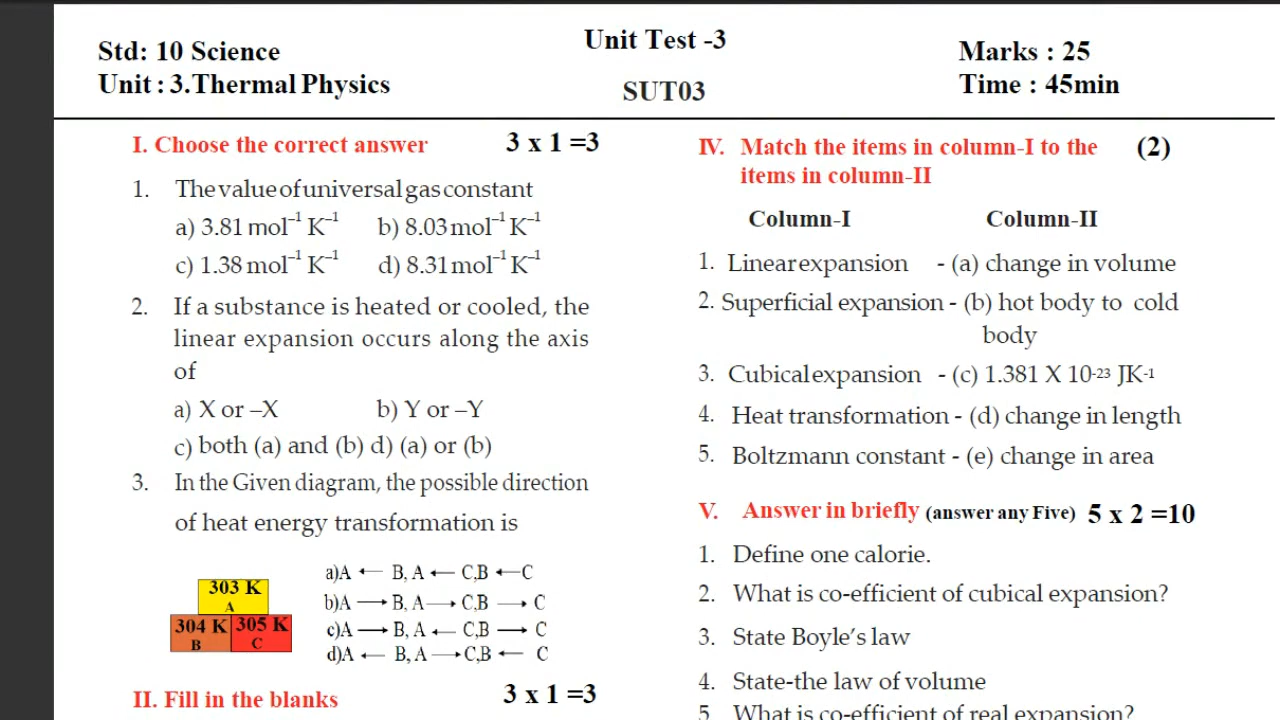 Std: 10 Science
Unit : 3.Thermal Physics
Unit Test -3
SUT03
Marks : 25
Time : 45min
I. Choose the correct answer 3 x 1 =3
1. The value of universal gas constant
a) 3.81 mol⁻¹ K⁻¹ b) 8.03 mol⁻¹ K⁻¹
c) 1.38 mol⁻¹ K⁻¹ d) 8.31 mol⁻¹ K⁻¹
2. If a substance is heated or cooled, the
linear expansion occurs along the axis
of
a) X or –X b) Y or –Y
c) both (a) and (b) d) (a) or (b)
3. In the Given diagram, the possible direction
of heat energy transformation is
303 K
A
304 K 305 K
B C
a)A ← B, A ← C,B ← C
b)A → B, A → C,B → C
c)A → B, A ← C,B → C
d)A ← B, A → C,B ← C
II. Fill in the blanks 3 x 1 =3
IV. Match the items in column-I to the (2)
items in column-II
Column-I Column-II
1. Linear expansion - (a) change in volume
2. Superficial expansion - (b) hot body to cold
body
3. Cubical expansion - (c) 1.381 X 10⁻²³ JK⁻¹
4. Heat transformation - (d) change in length
5. Boltzmann constant - (e) change in area
V. Answer in briefly (answer any Five) 5 x 2 =10
1. Define one calorie.
2. What is co-efficient of cubical expansion?
3. State Boyle's law
4. State-the law of volume
5. What is co-efficient of real expansion?